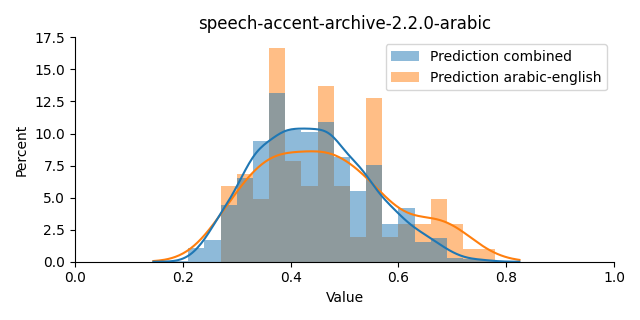 speech-accent-archive-2.2.0-arabic
Prediction combined
Prediction arabic-english
Percent
17.5
15.0
12.5
10.0
7.5
5.0
2.5
0.0
0.0 0.2 0.4 0.6 0.8 1.0
Value